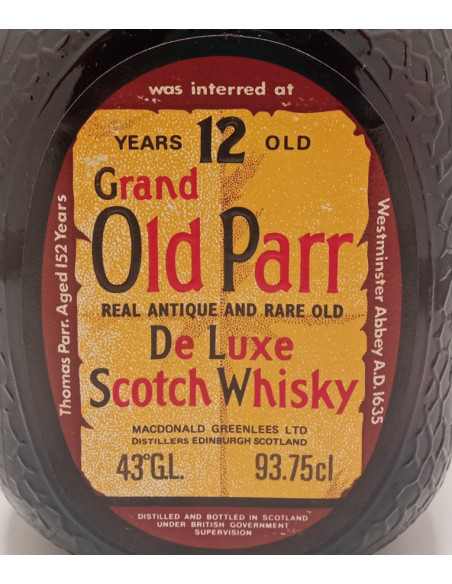 Thomas Parr. Aged 152 Years
was interred at
Westminster Abbey A.D. 1635
YEARS 12 OLD
Grand
Old Parr
REAL ANTIQUE AND RARE OLD
De Luxe
Scotch Whisky
MACDONALD GREENLEES LTD
DISTILLERS EDINBURGH SCOTLAND
43°G.L. 93.75cl
DISTILLED AND BOTTLED IN SCOTLAND
UNDER BRITISH GOVERNMENT
SUPERVISION